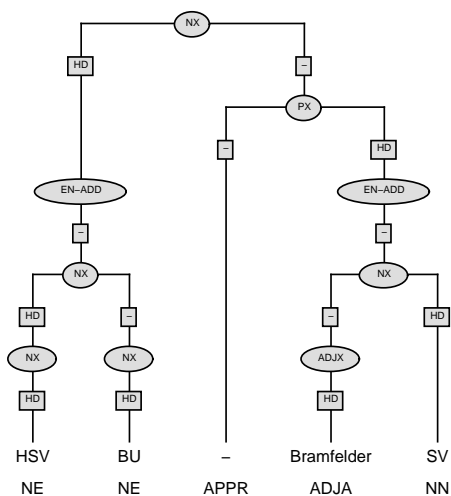 NX
HD –
PX
– HD
EN–ADD EN–ADD
– –
NX NX
HD – – HD
NX NX ADJX
HD HD HD
HSV BU – Bramfelder SV
NE NE APPR ADJA NN